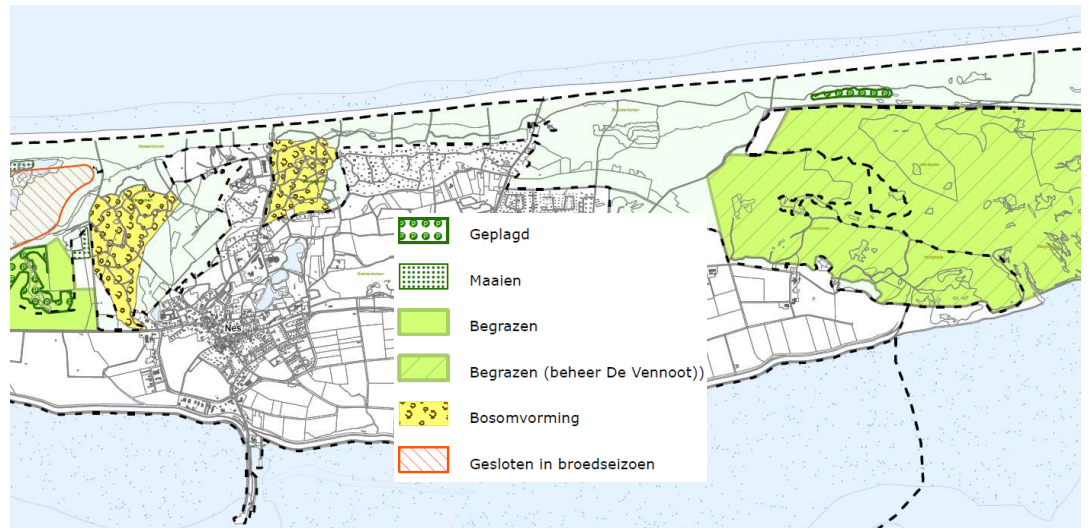 Nes
Geplagd
Maaien
Begrazen
Begrazen (beheer De Vennoot))
Bosomvorming
Gesloten in broedseizoen